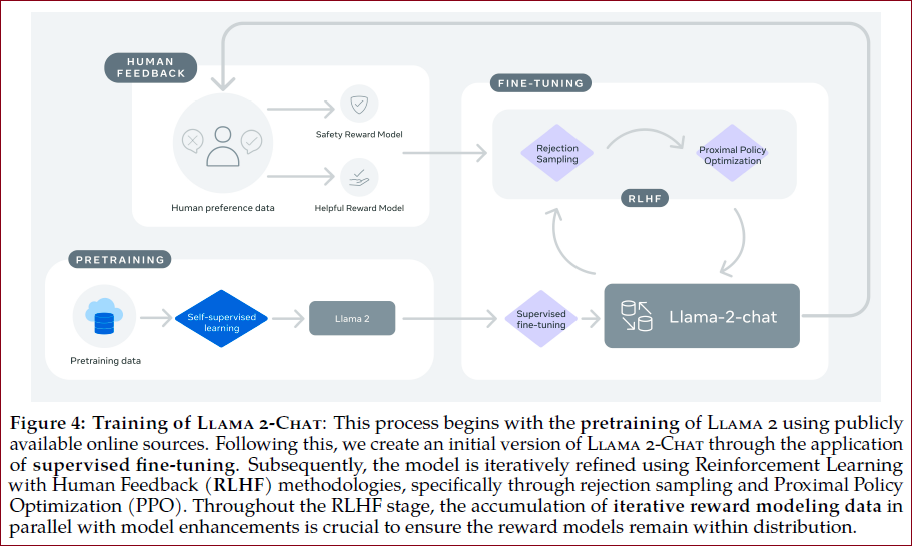 HUMAN
FEEDBACK
Safety Reward Model
Human preference data
Helpful Reward Model
FINE-TUNING
Rejection
Sampling
Proximal Policy
Optimization
RLHF
PRETRAINING
Pretraining data
Self-supervised
learning
Llama 2
Supervised
fine-tuning
Llama-2-chat
Figure 4: Training of LLAMA 2-CHAT: This process begins with the pretraining of LLAMA 2 using publicly
available online sources. Following this, we create an initial version of LLAMA 2-CHAT through the application
of supervised fine-tuning. Subsequently, the model is iteratively refined using Reinforcement Learning
with Human Feedback (RLHF) methodologies, specifically through rejection sampling and Proximal Policy
Optimization (PPO). Throughout the RLHF stage, the accumulation of iterative reward modeling data in
parallel with model enhancements is crucial to ensure the reward models remain within distribution.